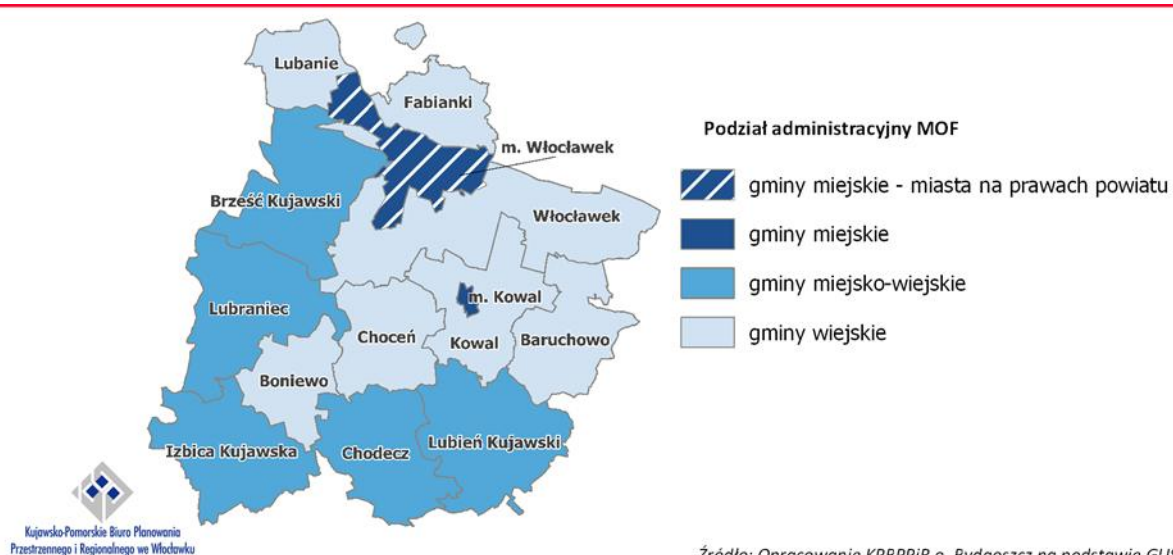 Lubanie
Fabianki
m. Włocławek
Brześć Kujawski
Włocławek
Lubraniec
m. Kowal
Choceń
Kowal
Baruchowo
Boniewo
Izbica Kujawska
Chodecz
Lubień Kujawski
Podział administracyjny MOF
gminy miejskie - miasta na prawach powiatu
gminy miejskie
gminy miejsko-wiejskie
gminy wiejskie
Kujawsko-Pomorskie Biuro Planowania
Przestrzennego i Regionalnego we Włocławku